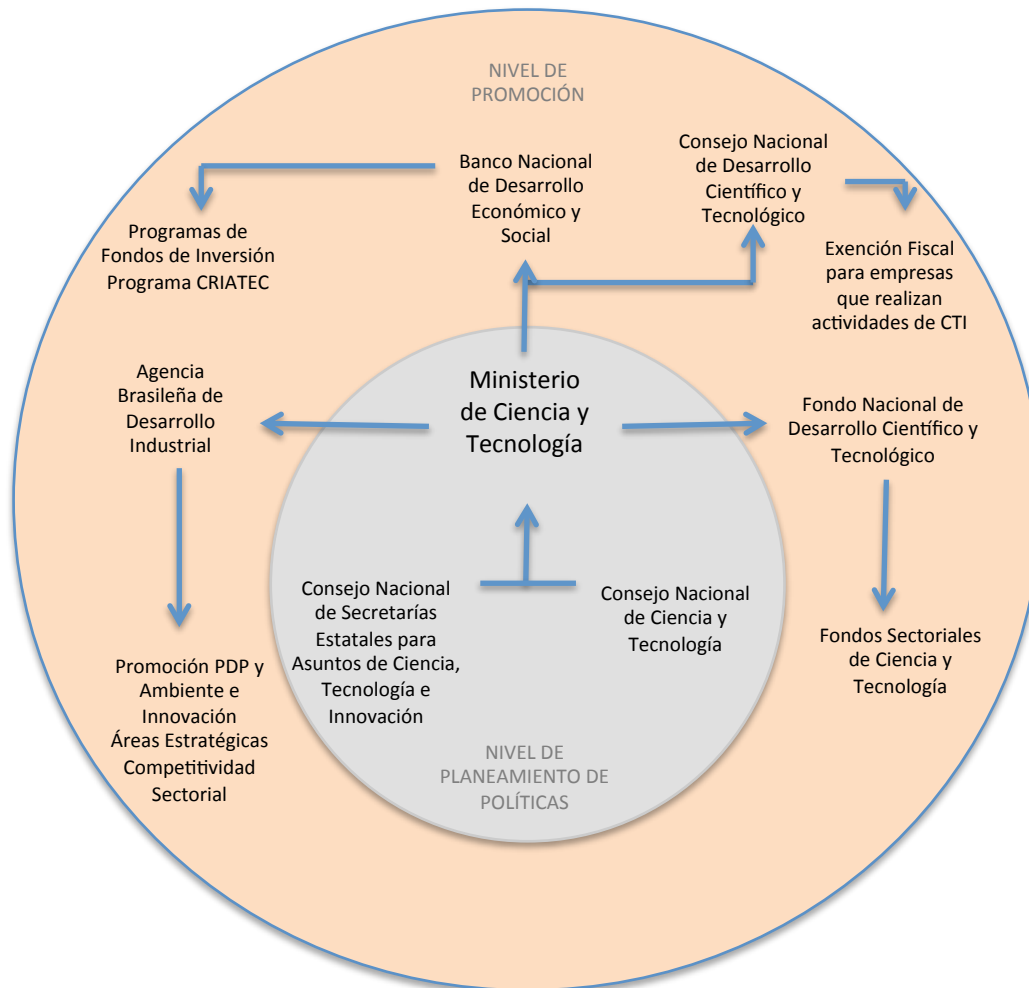 NIVEL DE
PROMOCIÓN
Banco Nacional
de Desarrollo
Económico y
Social
Consejo Nacional
de Desarrollo
Científico y
Tecnológico
Programas de
Fondos de Inversión
Programa CRIATEC
Exención Fiscal
para empresas
que realizan
actividades de CTI
Agencia
Brasileña de
Desarrollo
Industrial
Ministerio
de Ciencia y
Tecnología
Fondo Nacional de
Desarrollo Científico y
Tecnológico
Consejo Nacional
de Secretarías
Estatales para
Asuntos de Ciencia,
Tecnología e
Innovación
Consejo Nacional
de Ciencia y
Tecnología
Fondos Sectoriales
de Ciencia y
Tecnología
Promoción PDP y
Ambiente e
Innovación
Áreas Estratégicas
Competitividad
Sectorial
NIVEL DE
PLANEAMIENTO DE
POLÍTICAS